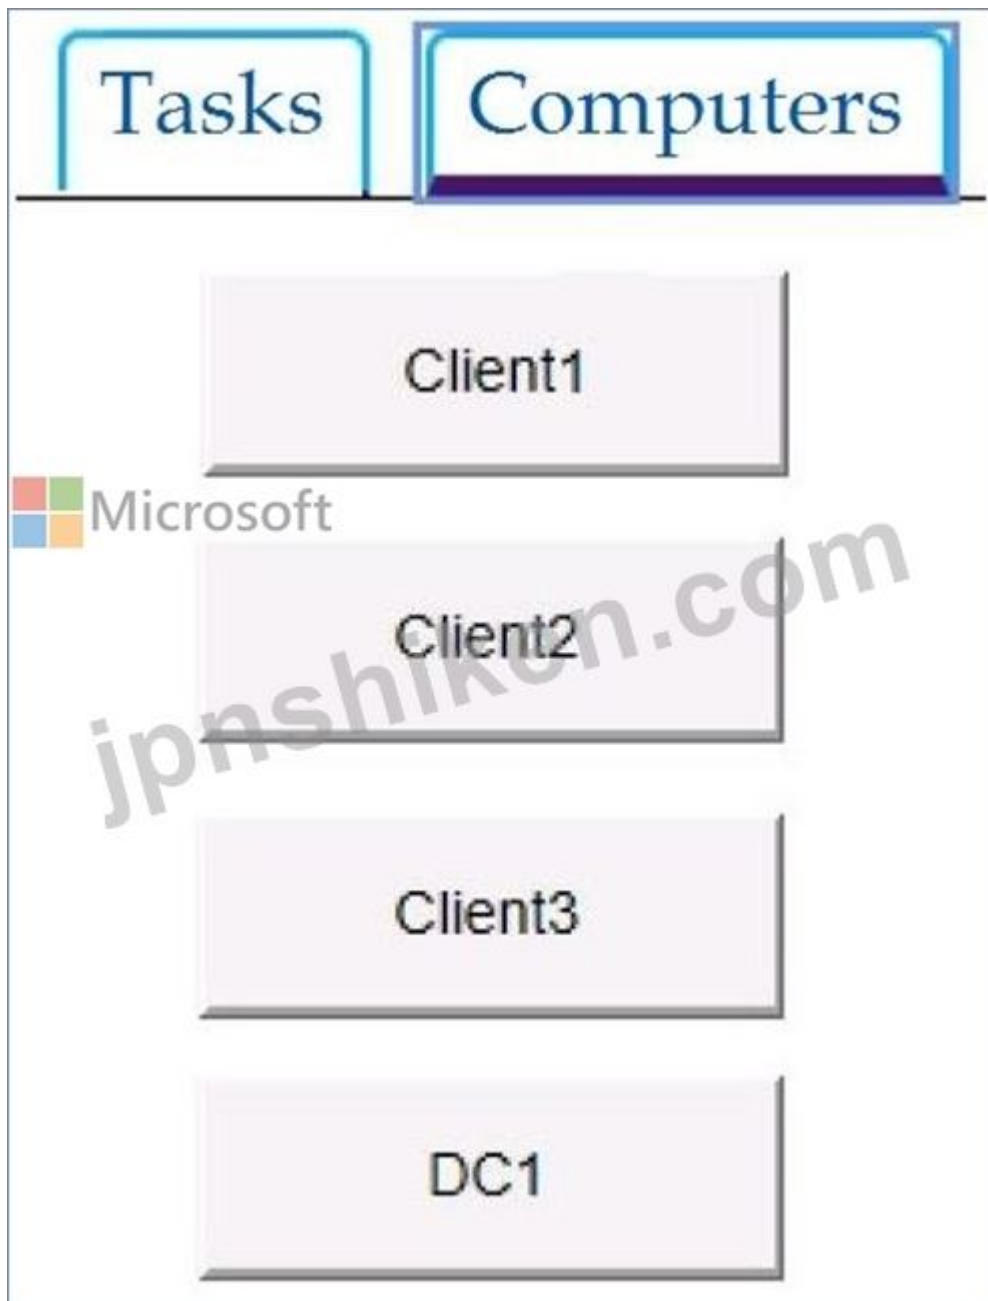 Tasks Computers
Client1
Microsoft
Client2
jpnshiken.com
Client3
DC1